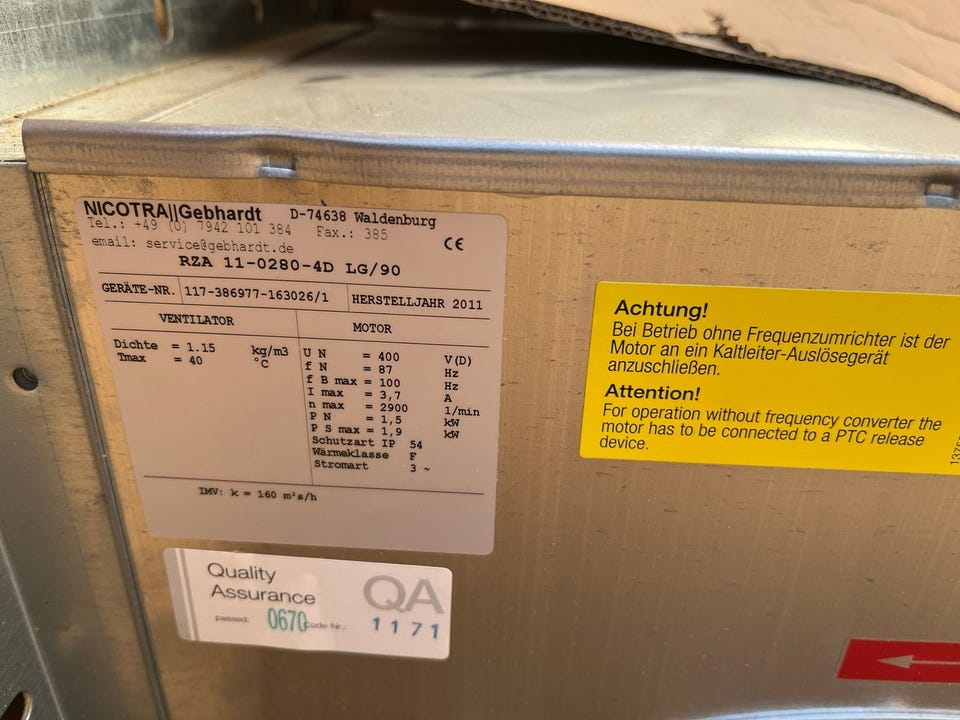 NICOTRA||Gebhardt D-74638 Waldenburg
Tel.: +49 (0) 7942 101 384 Fax.: 385
email: service@gebhardt.de CE
RZA 11-0280-4D LG/90
GERÄTE-NR. 117-386977-163026/1 HERSTELLJAHR 2011
VENTILATOR MOTOR
Dichte = 1.15 kg/m3
Tmax = 40 °C
U N = 400 V(D)
f N = 87 Hz
f B max = 100 Hz
I max = 3,7 A
n max = 2900 1/min
P N = 1,5 kW
P S max = 1,9 kW
Schutzart IP 54
Wärmeklasse F
Stromart 3 ~
IMV: k = 160 m²s/h
Quality
Assurance QA
passed: 0670 Code-Nr.: 1171
Achtung!
Bei Betrieb ohne Frequenzumrichter ist der
Motor an ein Kaltleiter-Auslösegerät
anzuschließen.
Attention!
For operation without frequency converter the
motor has to be connected to a PTC release
device.